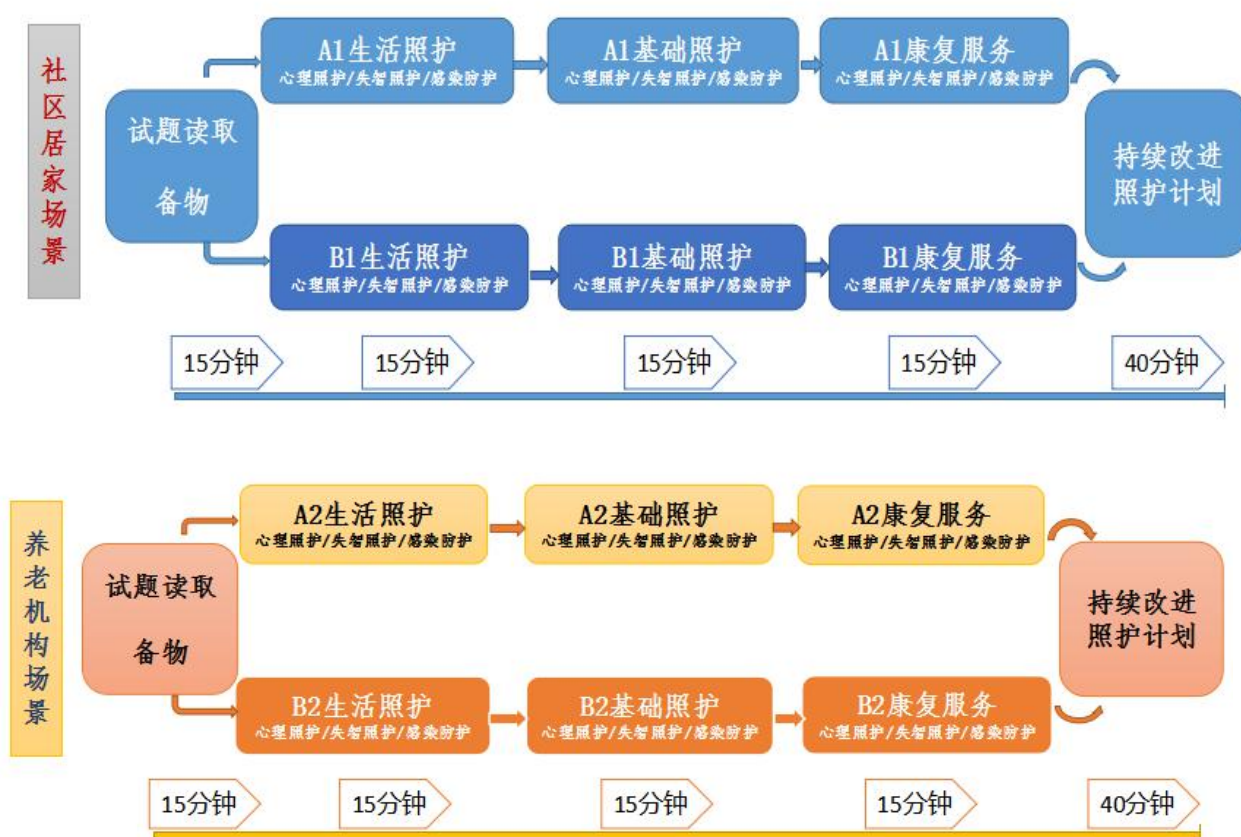 社区居家场景
试题读取
备物
A1生活照护
心理照护/失智照护/感染防护
A1基础照护
心理照护/失智照护/感染防护
A1康复服务
心理照护/失智照护/感染防护
B1生活照护
心理照护/失智照护/感染防护
B1基础照护
心理照护/失智照护/感染防护
B1康复服务
心理照护/失智照护/感染防护
持续改进
照护计划
15分钟
15分钟
15分钟
15分钟
40分钟
养老机构场景
试题读取
备物
A2生活照护
心理照护/失智照护/感染防护
A2基础照护
心理照护/失智照护/感染防护
A2康复服务
心理照护/失智照护/感染防护
B2生活照护
心理照护/失智照护/感染防护
B2基础照护
心理照护/失智照护/感染防护
B2康复服务
心理照护/失智照护/感染防护
持续改进
照护计划
15分钟
15分钟
15分钟
15分钟
40分钟